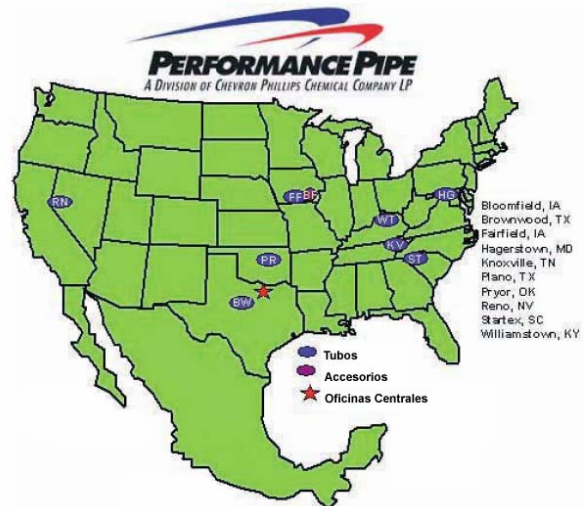 PERFORMANCE PIPE
A DIVISION OF CHEVRON PHILLIPS CHEMICAL COMPANY LP
RN
FF
BF
HG
WT
KV
ST
PR
BW
Bloomfield, IA
Brownwood, TX
Fairfield, IA
Hagerstown, MD
Knoxville, TN
Plano, TX
Pryor, OK
Reno, NV
Startex, SC
Williamstown, KY
Tubos
Accesorios
Oficinas Centrales